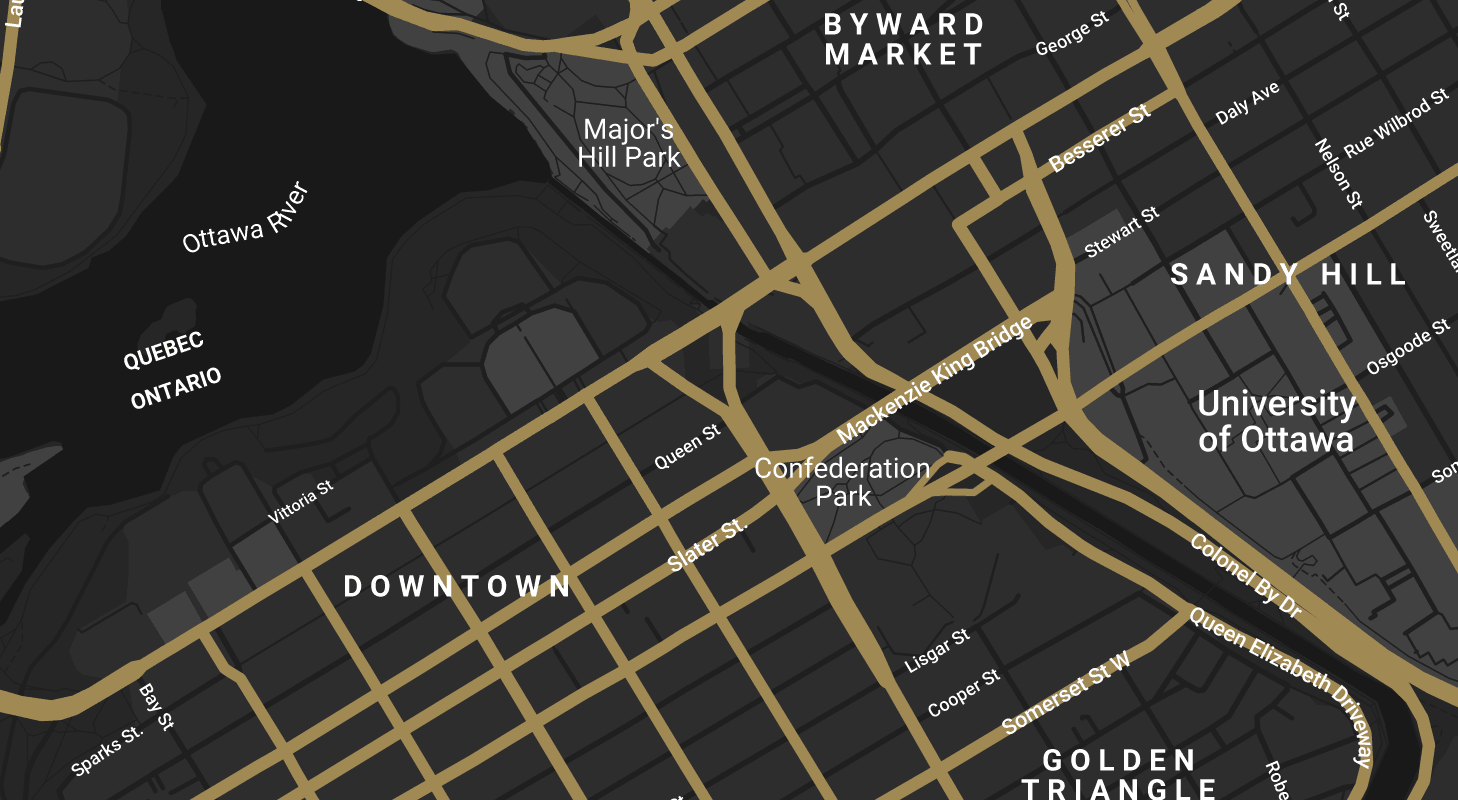 Lau
BYWARD
MARKET
George St
St
Daly Ave
Besserer St
Rue Wilbrod St
Major's
Hill Park
Nelson St
Ottawa River
Stewart St
SANDY HILL
QUEBEC
ONTARIO
Mackenzie King Bridge
Osgoode St
University
of Ottawa
Queen St
Confederation
Park
Vittoria St
Slater St.
DOWNTOWN
Colonel By Dr
Queen Elizabeth Driveway
Lisgar St
Cooper St
Somerset St W
Bay St
Sparks St.
GOLDEN
TRIANGLE
Robe